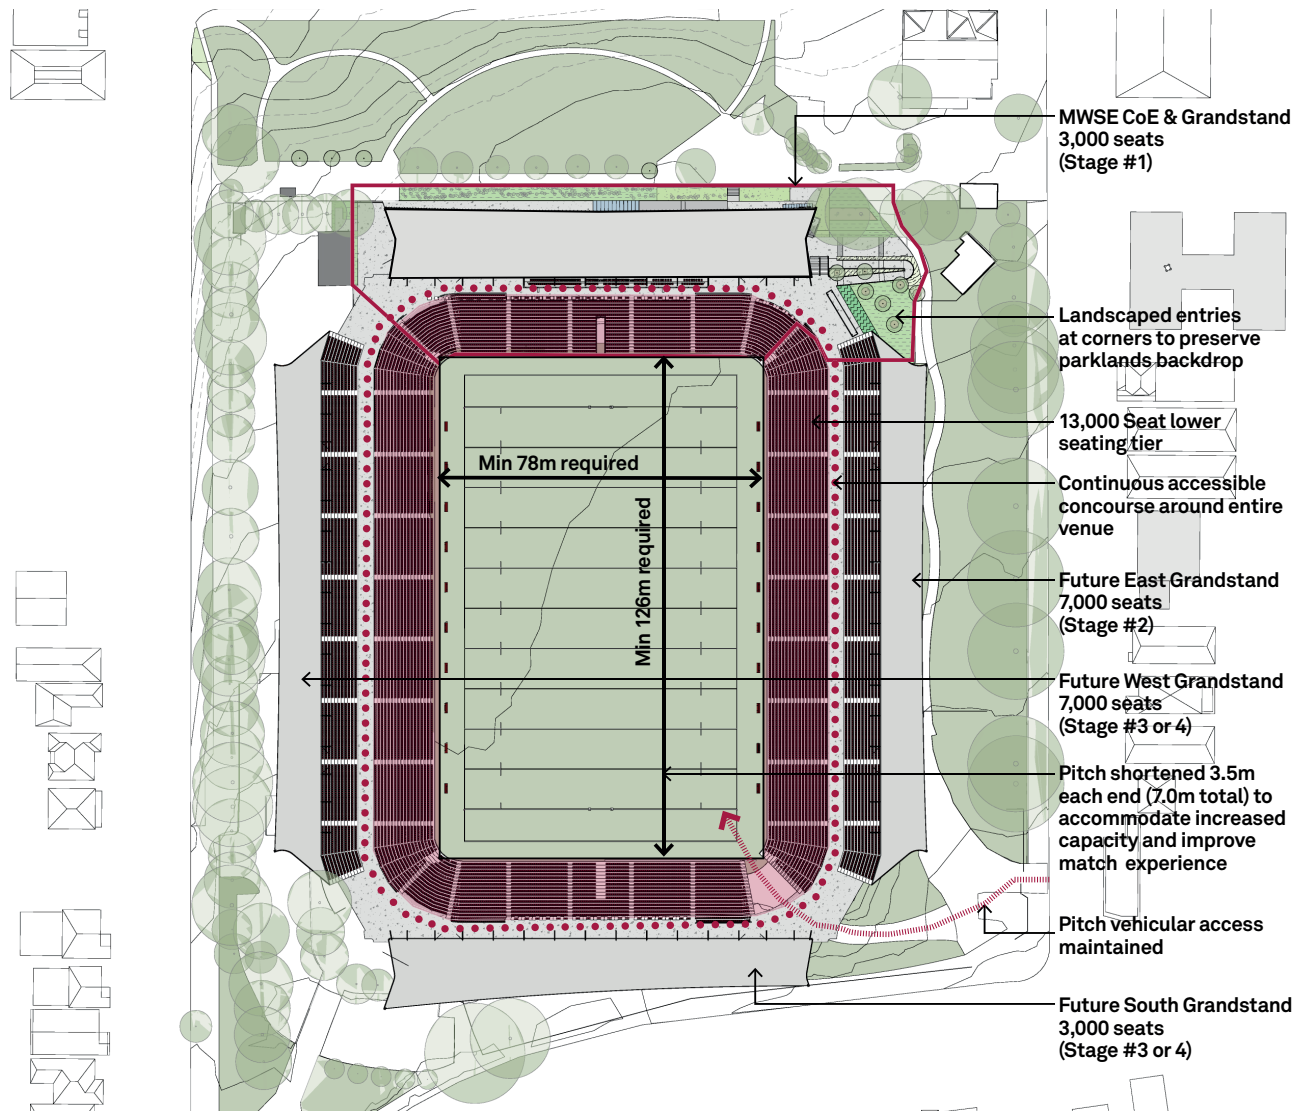 MWSE CoE & Grandstand
3,000 seats
(Stage #1)
Landscaped entries
at corners to preserve
parklands backdrop
13,000 Seat lower
seating tier
Min 78m required
Continuous accessible
concourse around entire
venue
Min 126m required
Future East Grandstand
7,000 seats
(Stage #2)
Future West Grandstand
7,000 seats
(Stage #3 or 4)
Pitch shortened 3.5m
each end (7.0m total) to
accommodate increased
capacity and improve
match experience
Pitch vehicular access
maintained
Future South Grandstand
3,000 seats
(Stage #3 or 4)